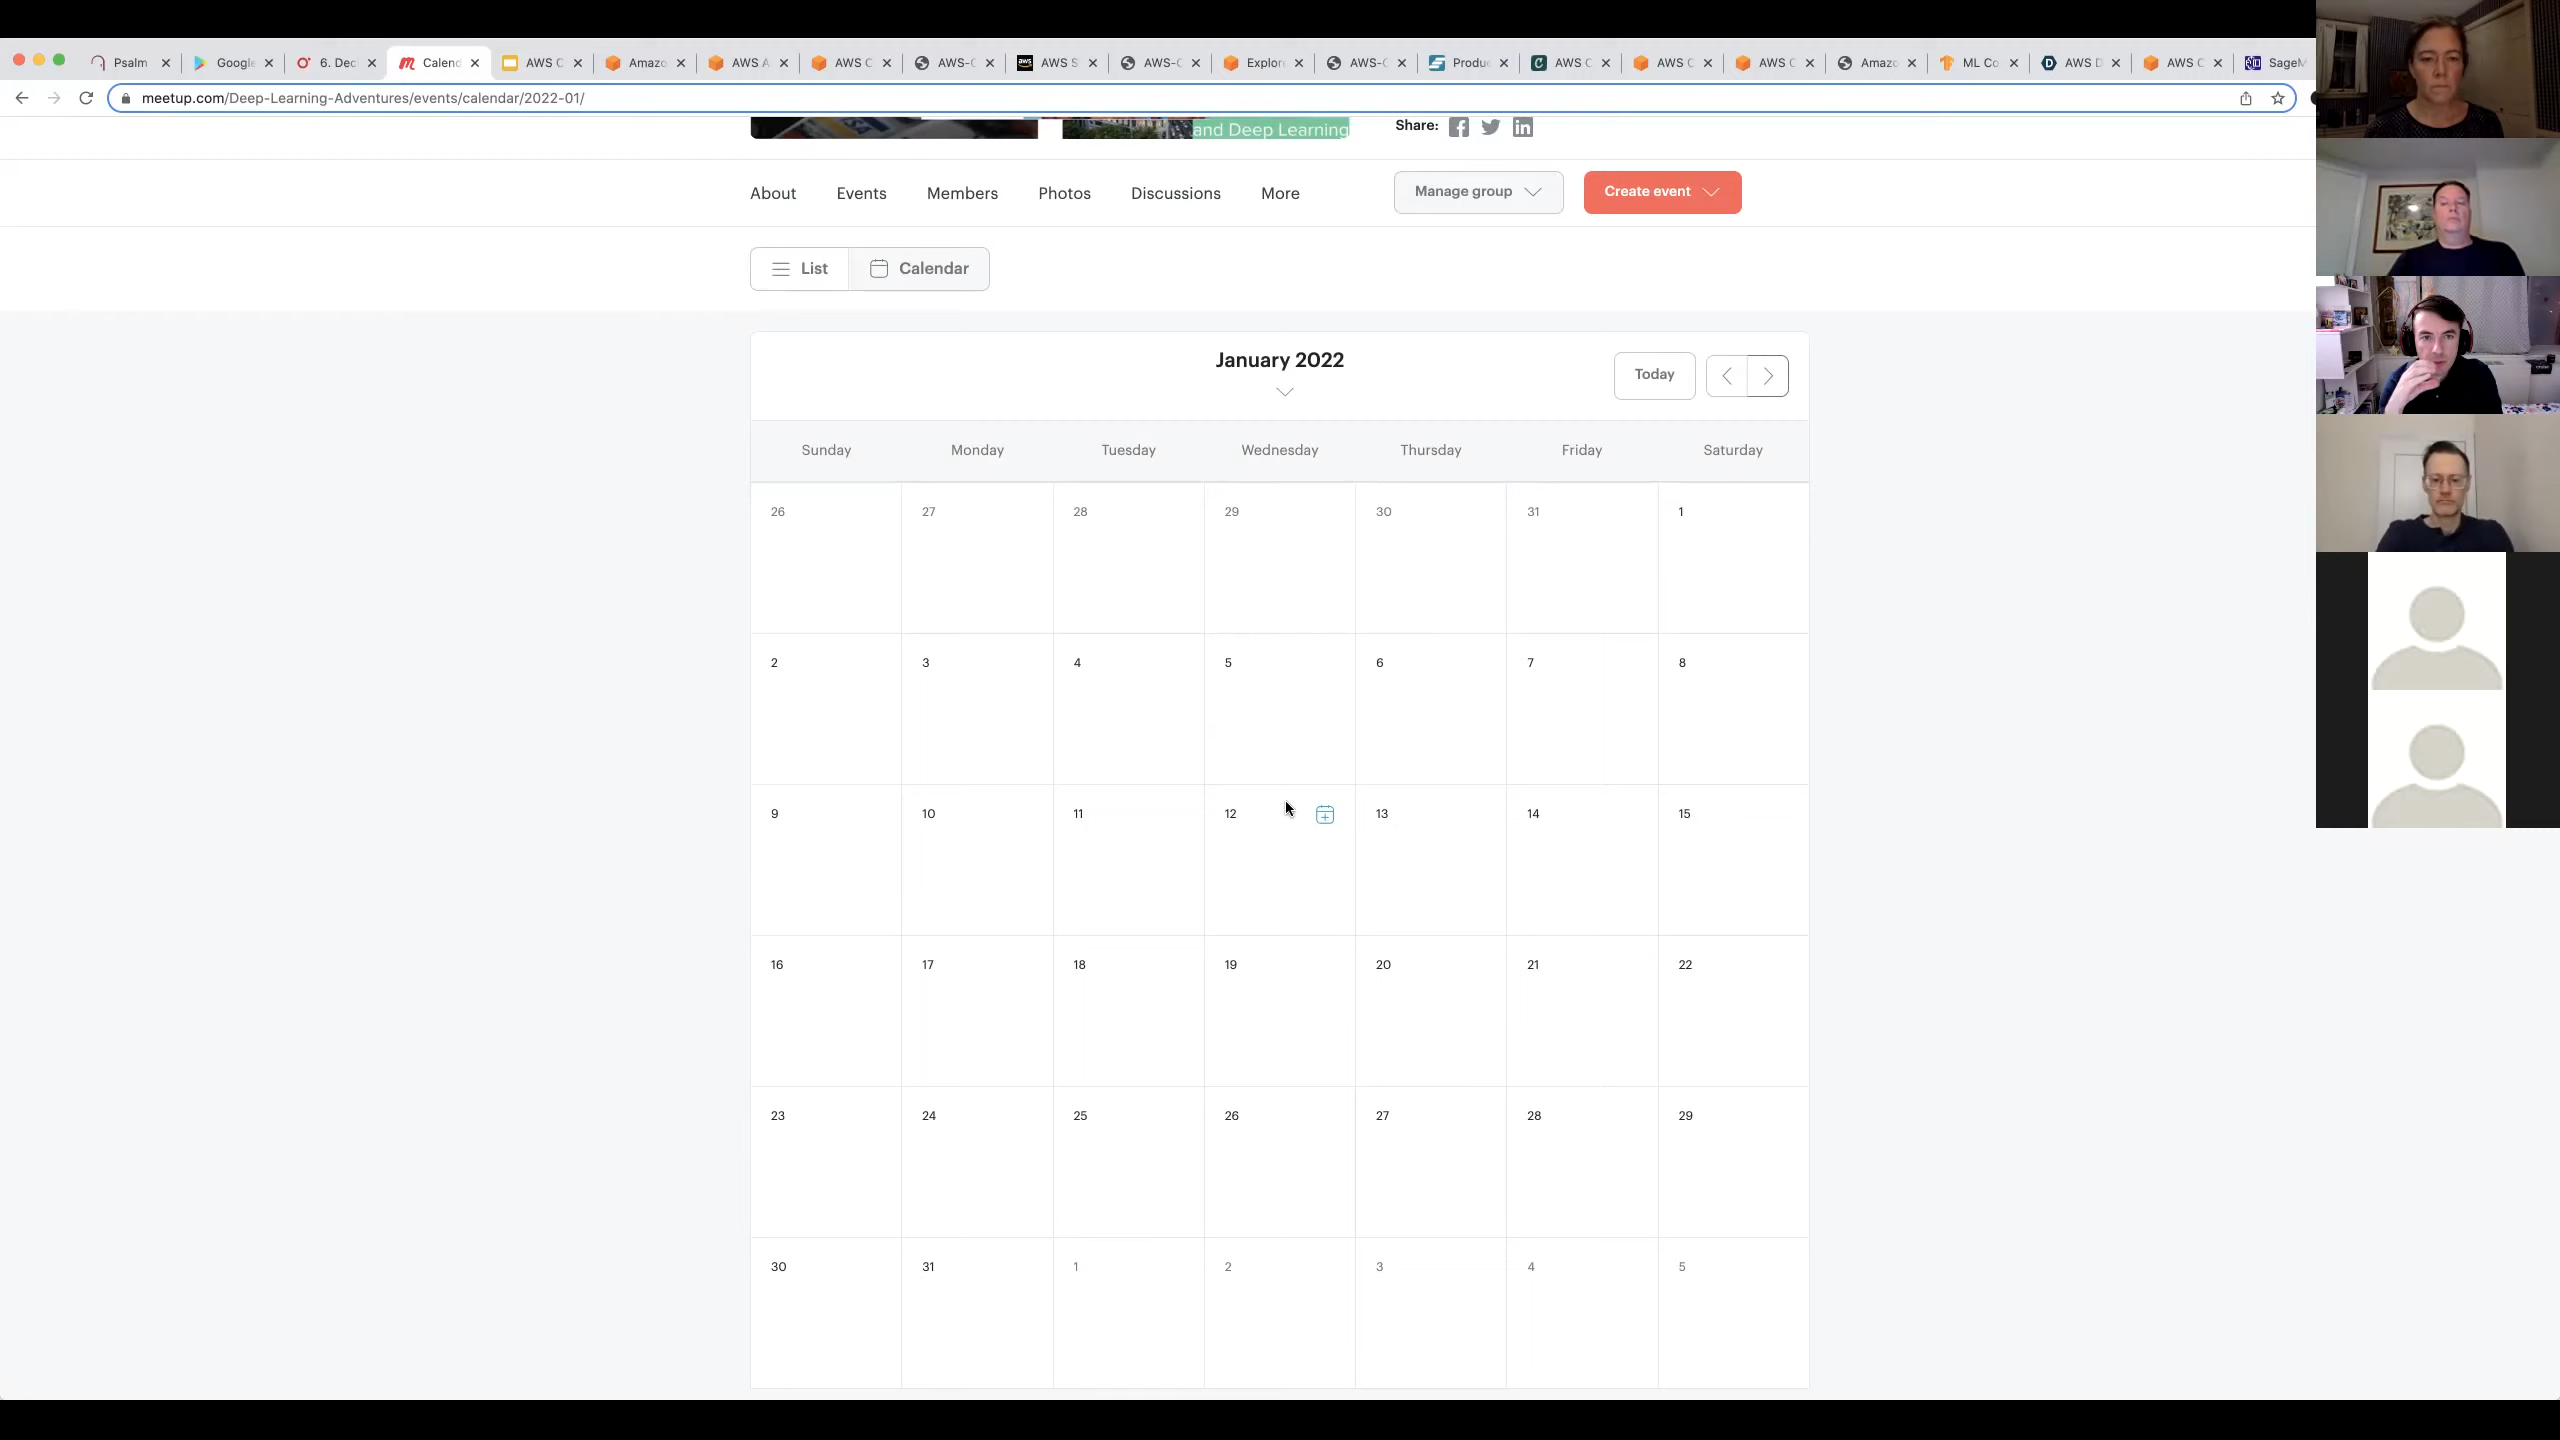 Psalm Google 6. Dec Calend AWS C Amazo AWS A AWS C AWS-C AWS S AWS-C Explor AWS-C Produ AWS C AWS C AWS C Amazo ML Co AWS D AWS C SageM
meetup.com/Deep-Learning-Adventures/events/calendar/2022-01/
and Deep Learning
Share:
About Events Members Photos Discussions More Manage group Create event
List Calendar
January 2022
Today
Sunday Monday Tuesday Wednesday Thursday Friday Saturday
26 27 28 29 30 31 1
2 3 4 5 6 7 8
9 10 11 12 13 14 15
16 17 18 19 20 21 22
23 24 25 26 27 28 29
30 31 1 2 3 4 5